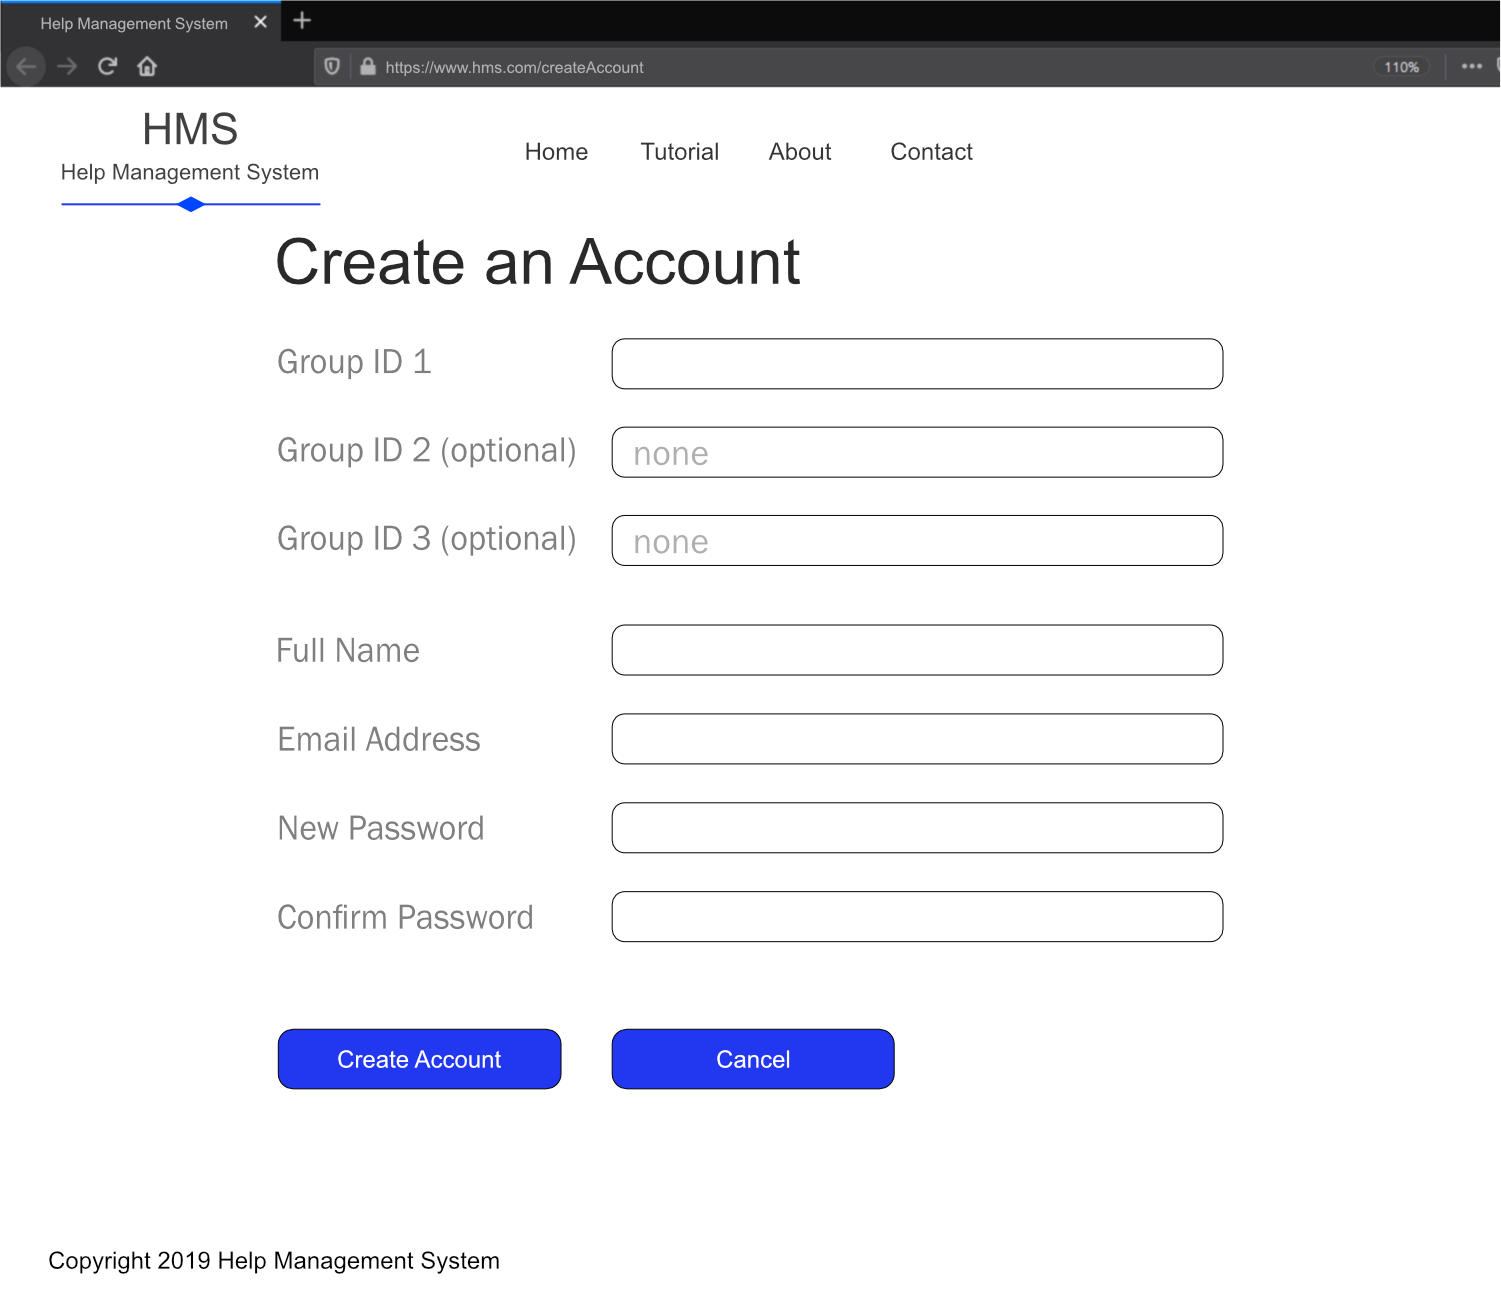 Help Management System
https://www.hms.com/createAccount
110%
HMS
Help Management System
Home Tutorial About Contact
Create an Account
Group ID 1
Group ID 2 (optional) none
Group ID 3 (optional) none
Full Name
Email Address
New Password
Confirm Password
Create Account Cancel
Copyright 2019 Help Management System